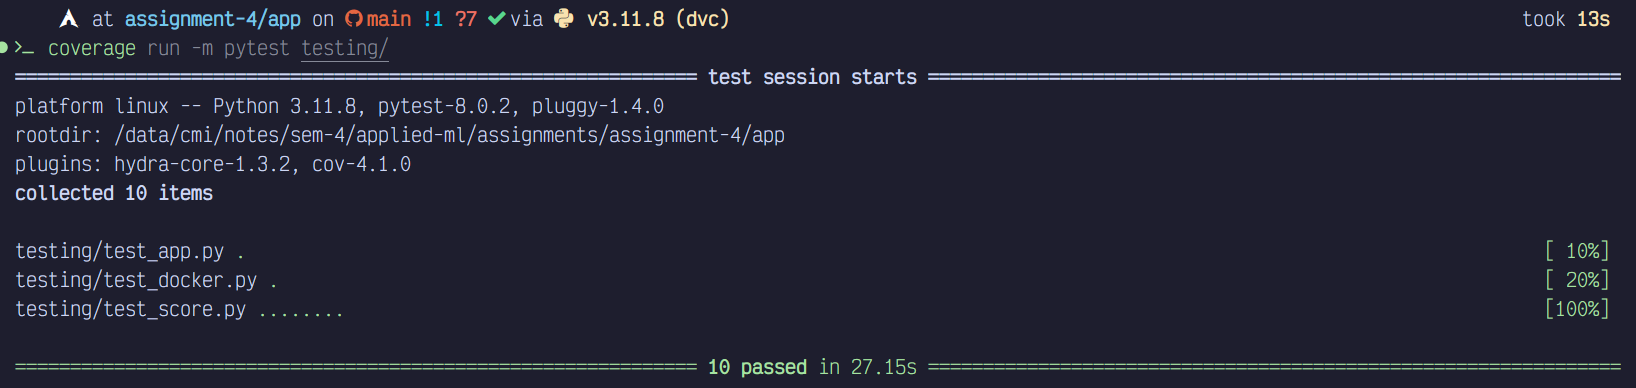 at assignment-4/app on main !1 ?7 ✔via v3.11.8 (dvc) took 13s
>_ coverage run -m pytest testing/
============================================================== test session starts ===============================================================
platform linux -- Python 3.11.8, pytest-8.0.2, pluggy-1.4.0
rootdir: /data/cmi/notes/sem-4/applied-ml/assignments/assignment-4/app
plugins: hydra-core-1.3.2, cov-4.1.0
collected 10 items
testing/test_app.py . [ 10%]
testing/test_docker.py . [ 20%]
testing/test_score.py ........ [100%]
============================================================== 10 passed in 27.15s ===============================================================